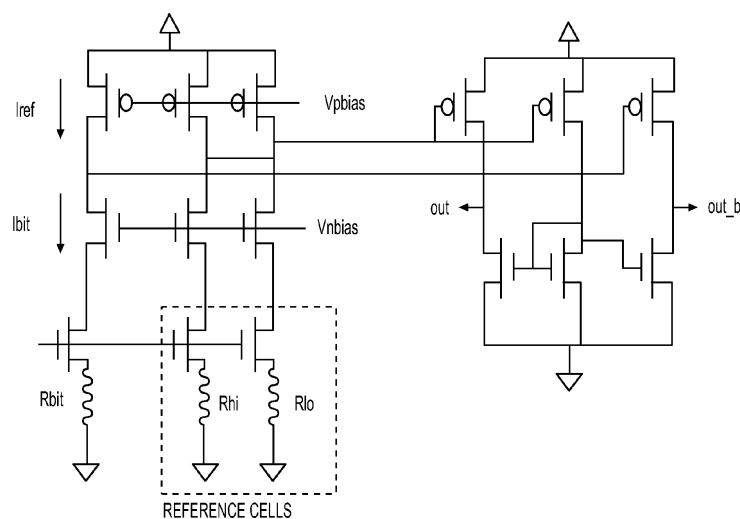 Iref
Vpbias
Ibit
Vnbias
out
out_b
Rbit
Rhi
Rlo
REFERENCE CELLS